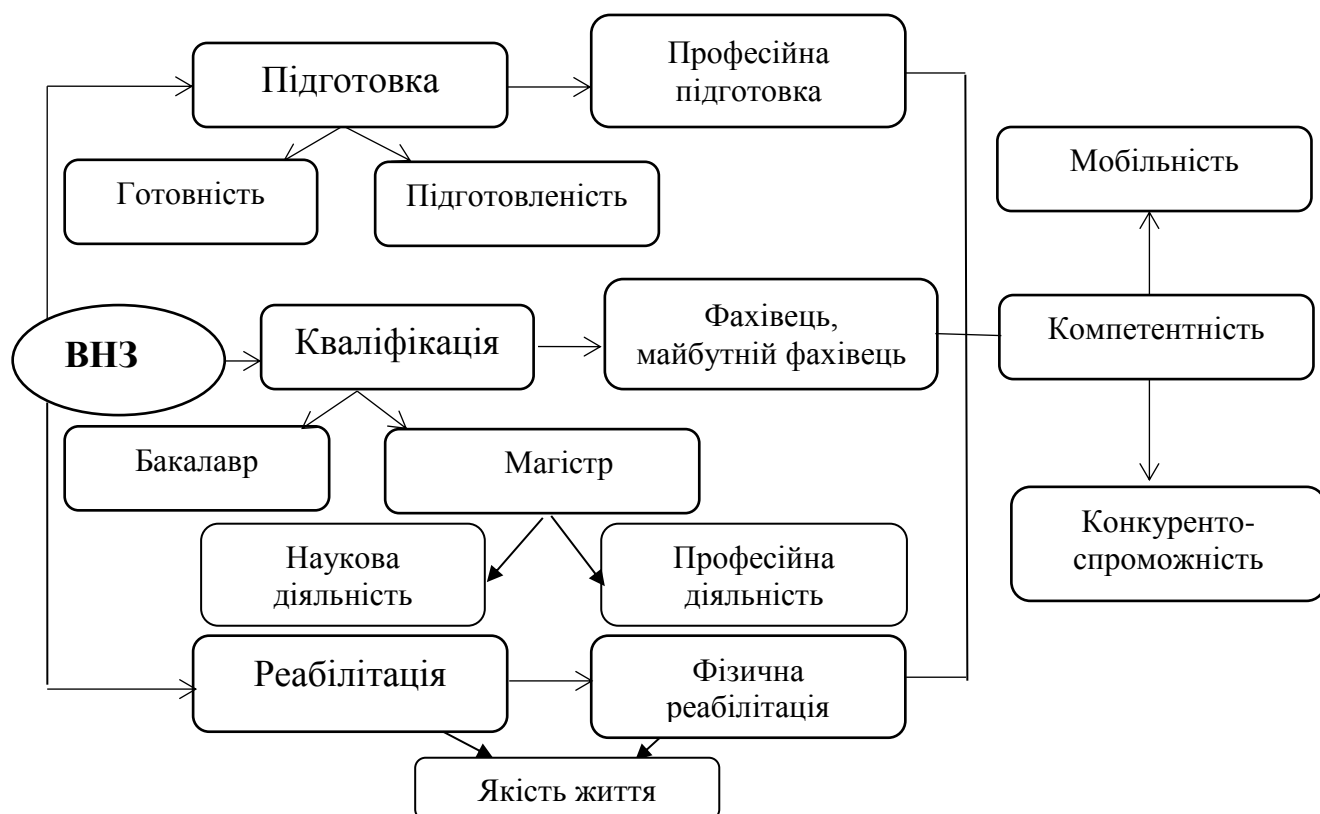 Підготовка
Професійна
підготовка
Готовність
Підготовленість
Мобільність
ВНЗ
Кваліфікація
Фахівець,
майбутній фахівець
Компетентність
Бакалавр
Магістр
Конкуренто-
спроможність
Наукова
діяльність
Професійна
діяльність
Реабілітація
Фізична
реабілітація
Якість життя